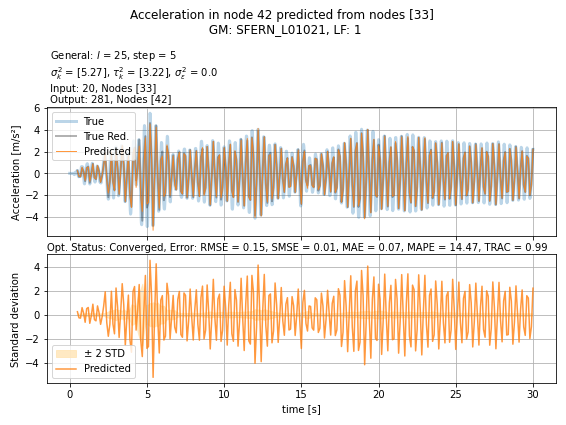 Acceleration in node 42 predicted from nodes [33]
GM: SFERN_L01021, LF: 1
General: l = 25, step = 5
σ²ₖ = [5.27], τ²ₖ = [3.22], σ²ε = 0.0
Input: 20, Nodes [33]
Output: 281, Nodes [42]
6
4
2
0
−2
−4
Acceleration [m/s²]
True
True Red.
Predicted
Opt. Status: Converged, Error: RMSE = 0.15, SMSE = 0.01, MAE = 0.07, MAPE = 14.47, TRAC = 0.99
4
2
0
−2
−4
Standard deviation
± 2 STD
Predicted
0 5 10 15 20 25 30
time [s]